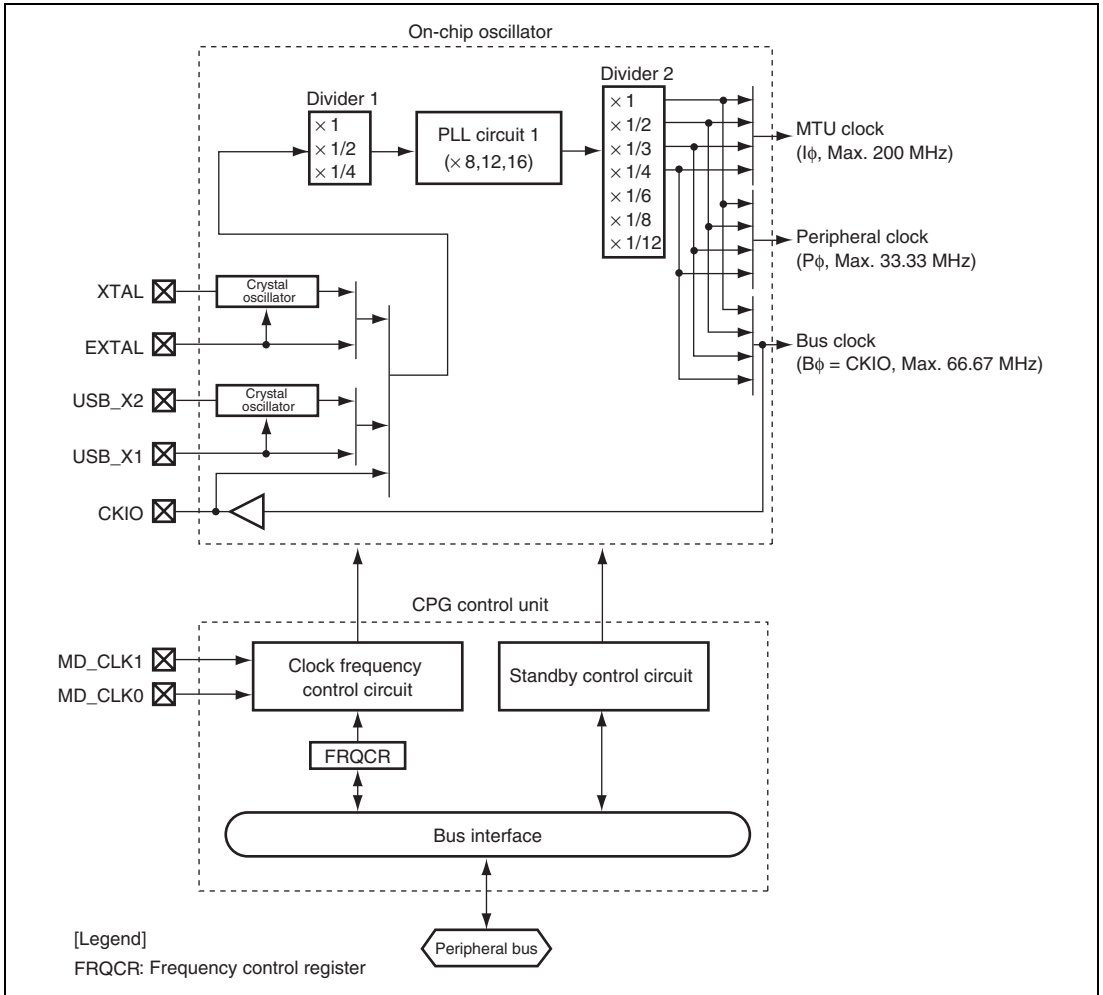 On-chip oscillator
Divider 1
× 1
× 1/2
× 1/4
PLL circuit 1
(× 8,12,16)
Divider 2
× 1
× 1/2
× 1/3
× 1/4
× 1/6
× 1/8
× 1/12
MTU clock
(Iϕ, Max. 200 MHz)
Peripheral clock
(Pϕ, Max. 33.33 MHz)
Bus clock
(Bϕ = CKIO, Max. 66.67 MHz)
XTAL
Crystal
oscillator
EXTAL
USB_X2
Crystal
oscillator
USB_X1
CKIO
CPG control unit
MD_CLK1
MD_CLK0
Clock frequency
control circuit
Standby control circuit
FRQCR
Bus interface
Peripheral bus
[Legend]
FRQCR: Frequency control register